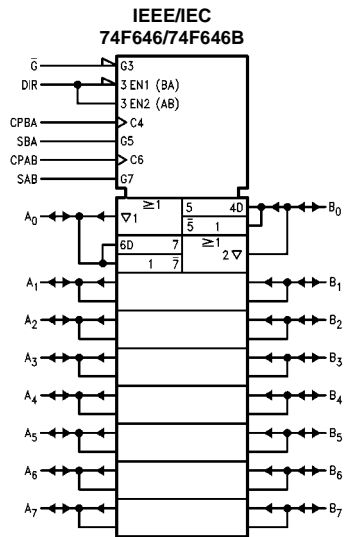 IEEE/IEC
74F646/74F646B
G̅ G3
DIR 3 EN1 (BA)
3 EN2 (AB)
CPBA C4
SBA G5
CPAB C6
SAB G7
A₀ ▽1 ≥1 5 4D B₀
5̅ 1
6D 7 ≥1
1 7̅ 2▽
A₁ B₁
A₂ B₂
A₃ B₃
A₄ B₄
A₅ B₅
A₆ B₆
A₇ B₇